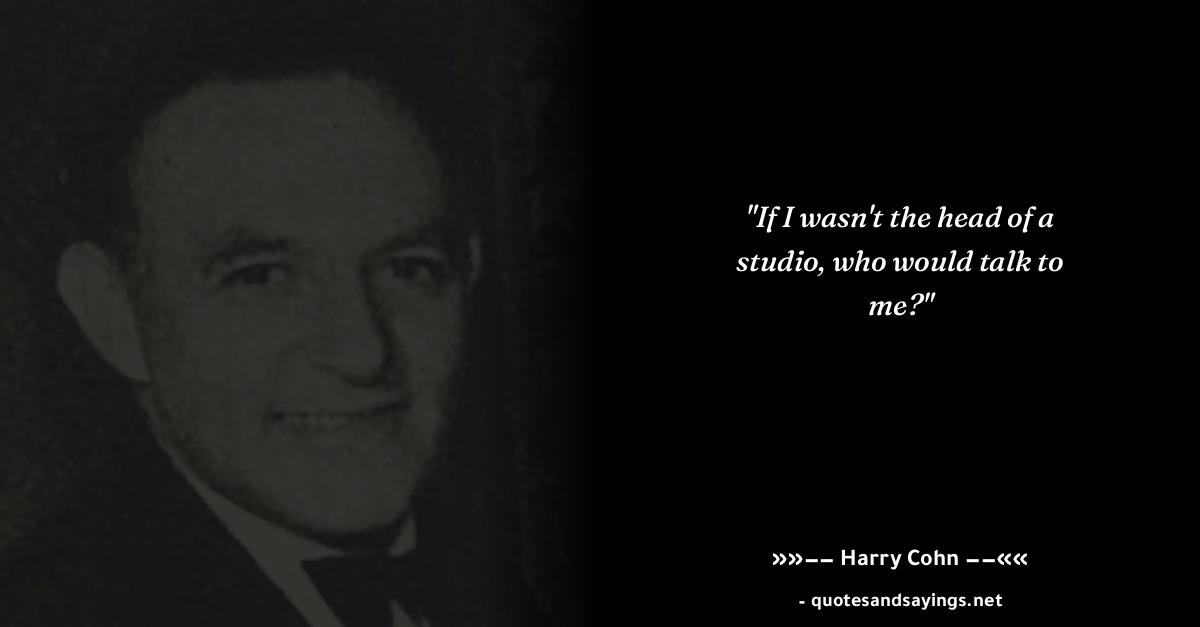 "If I wasn't the head of a
studio, who would talk to
me?"
»»–– Harry Cohn ––««
- quotesandsayings.net